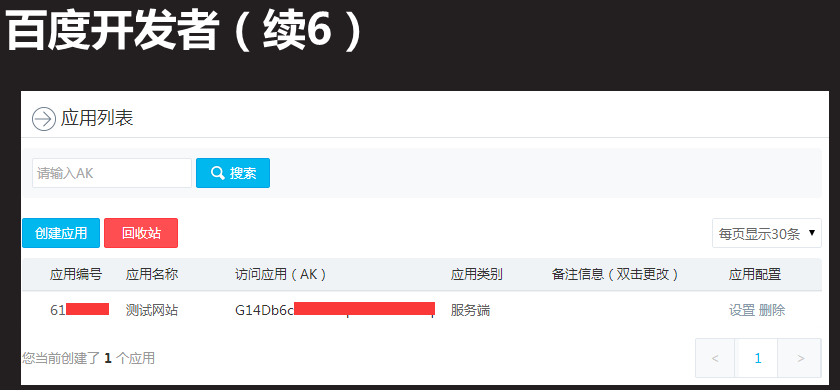 百度开发者（续6）
应用列表
请输入AK 搜索
创建应用 回收站 每页显示30条
应用编号 应用名称 访问应用（AK） 应用类别 备注信息（双击更改） 应用配置
61 测试网站 G14Db6c 服务端 设置 删除
您当前创建了 1 个应用 < 1 >